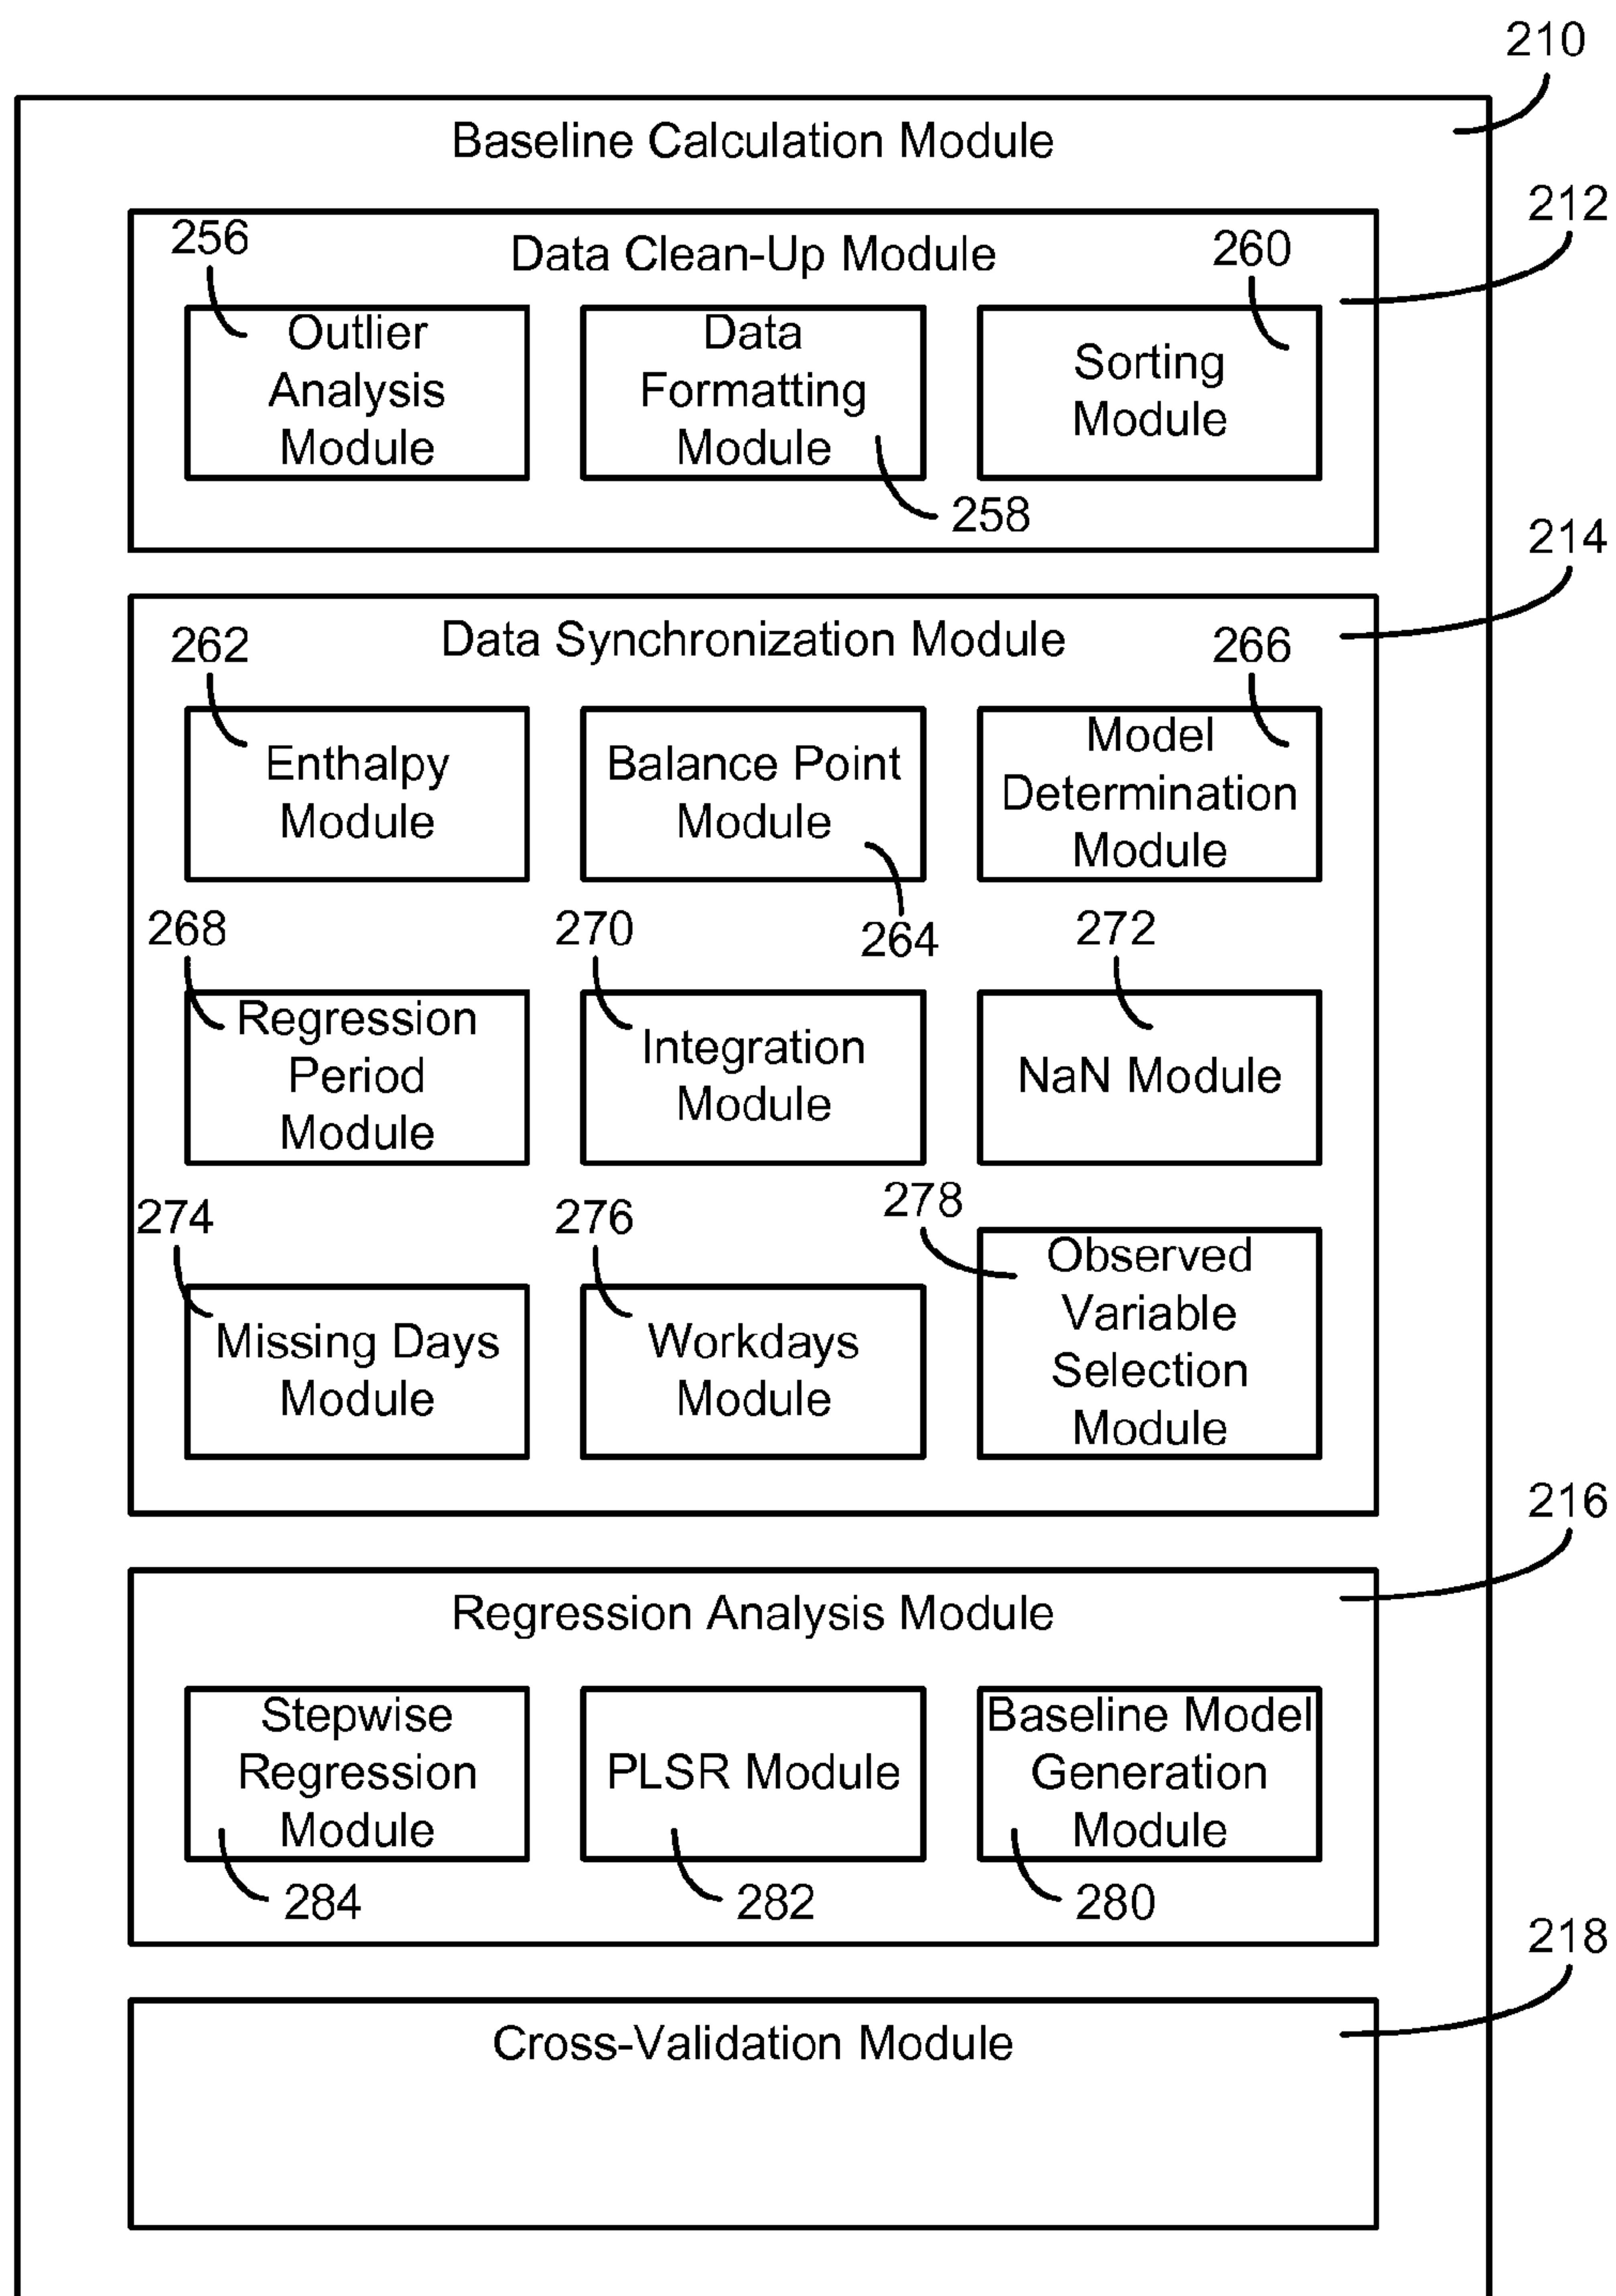 210
Baseline Calculation Module
212
256
Data Clean-Up Module
260
Outlier
Analysis
Module
Data
Formatting
Module
Sorting
Module
258
214
262
Data Synchronization Module
266
Enthalpy
Module
Balance Point
Module
Model
Determination
Module
264
268
270
272
Regression
Period
Module
Integration
Module
NaN Module
274
276
278
Missing Days
Module
Workdays
Module
Observed
Variable
Selection
Module
216
Regression Analysis Module
Stepwise
Regression
Module
PLSR Module
Baseline Model
Generation
Module
284
282
280
218
Cross-Validation Module